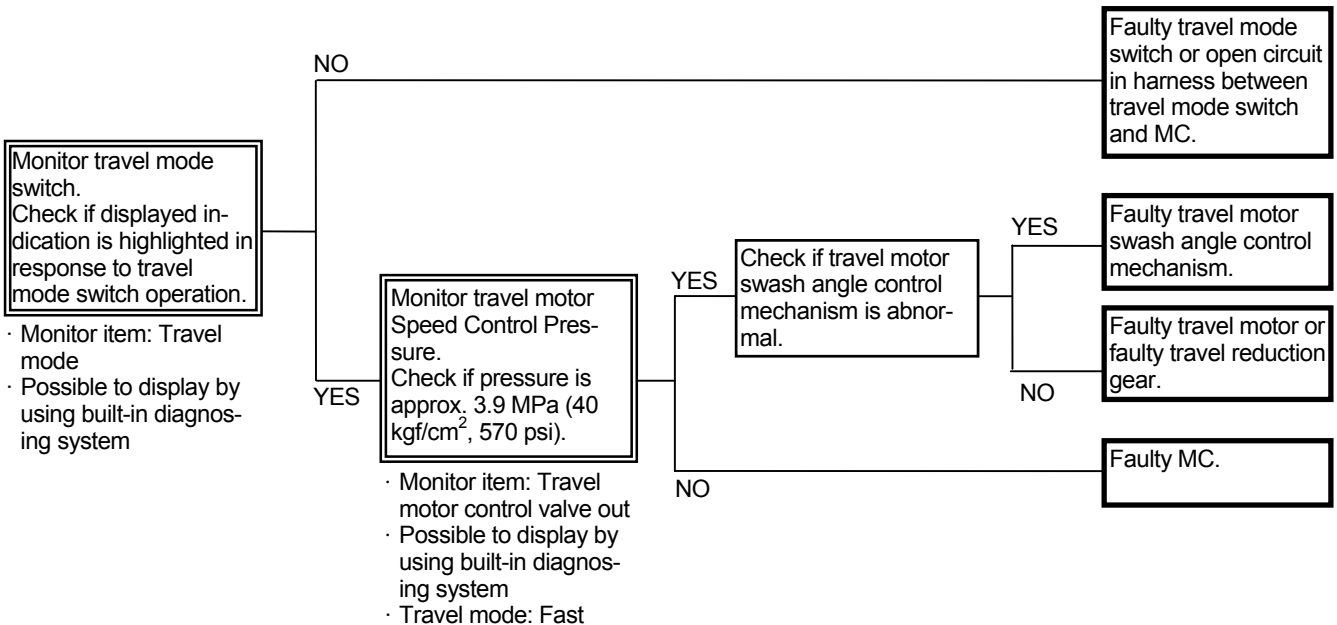 NO
Faulty travel mode
switch or open circuit
in harness between
travel mode switch
and MC.
Monitor travel mode
switch.
Check if displayed in-
dication is highlighted in
response to travel
mode switch operation.
· Monitor item: Travel
mode
· Possible to display by
using built-in diagnos-
ing system
YES
Monitor travel motor
Speed Control Pres-
sure.
Check if pressure is
approx. 3.9 MPa (40
kgf/cm², 570 psi).
· Monitor item: Travel
motor control valve out
· Possible to display by
using built-in diagnos-
ing system
· Travel mode: Fast
YES
Check if travel motor
swash angle control
mechanism is abnor-
mal.
YES
Faulty travel motor
swash angle control
mechanism.
NO
Faulty travel motor or
faulty travel reduction
gear.
NO
Faulty MC.